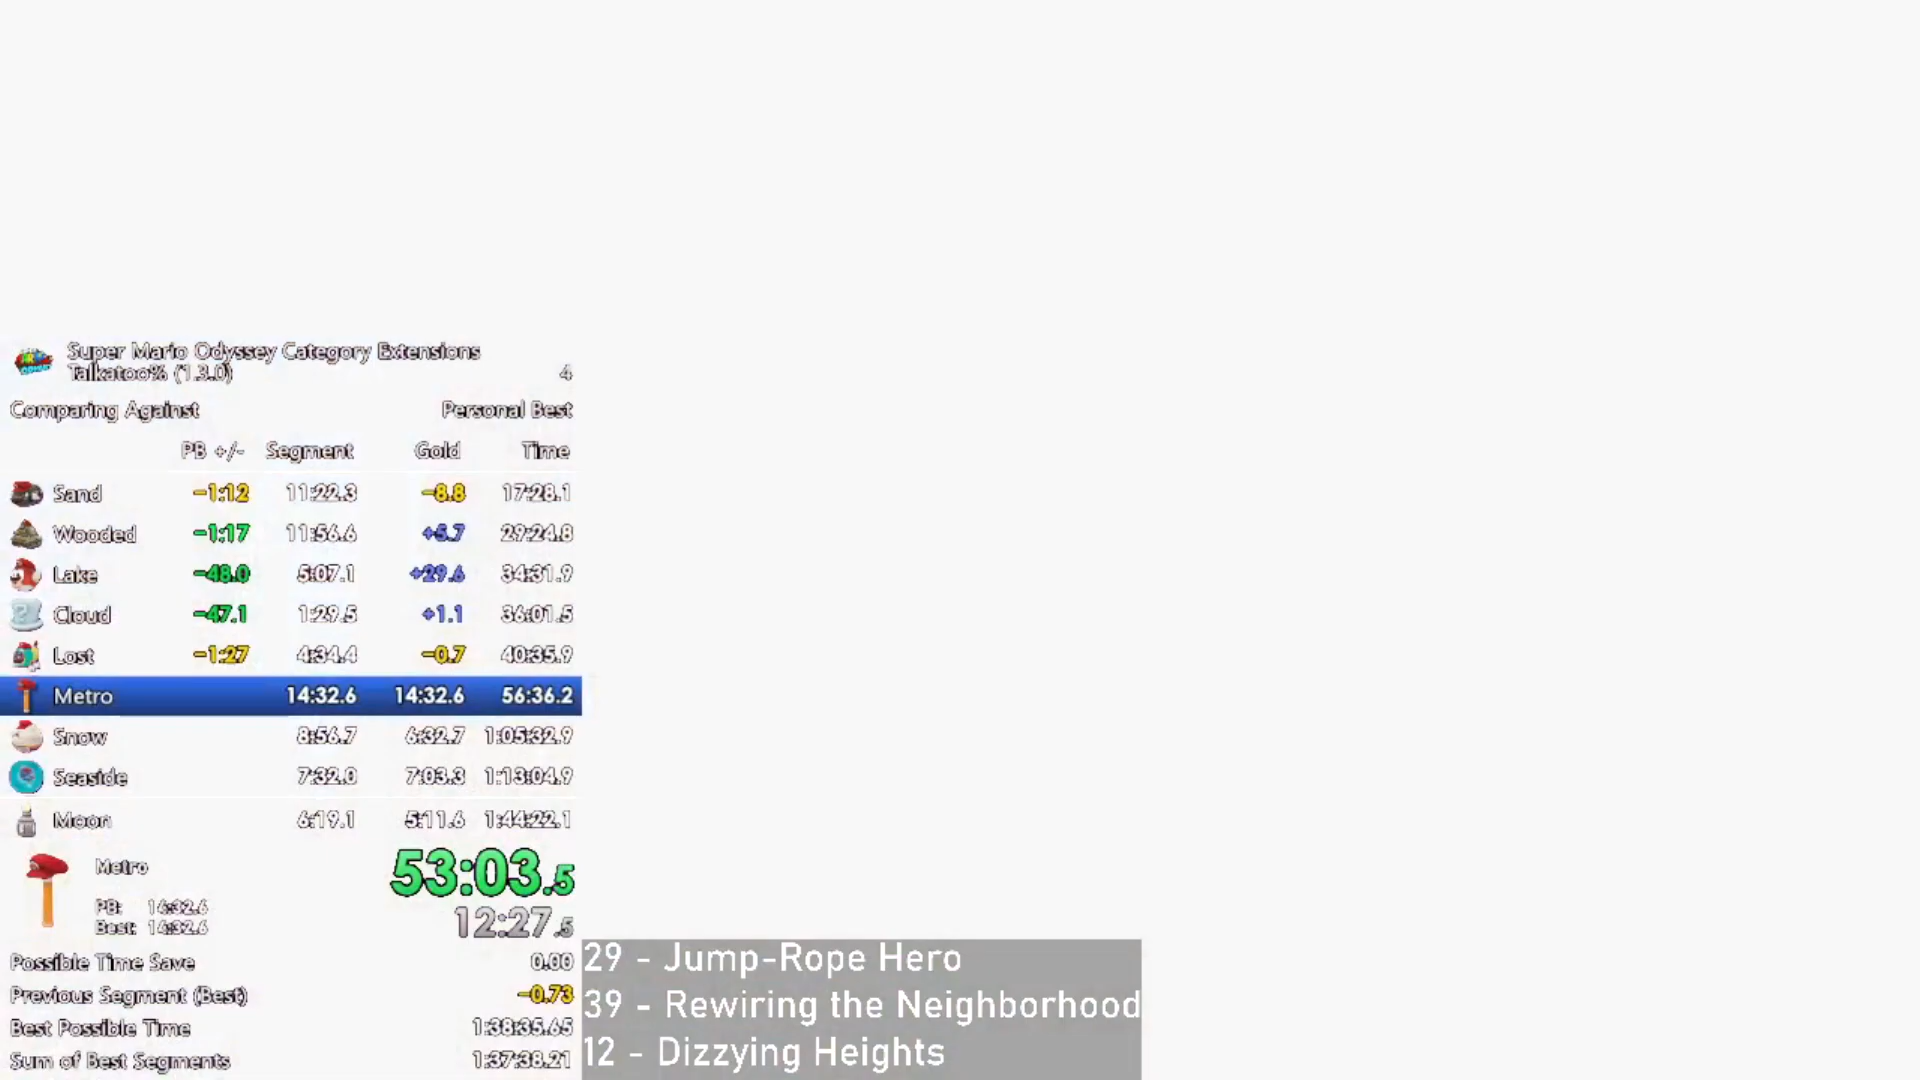 Super Mario Odyssey Category Extensions
Talkatoo% (1.3.0) 4
Comparing Against Personal Best
PB +/- Segment Gold Time
Sand -1:12 11:22.3 -8.8 17:28.1
Wooded -1:17 11:56.6 +5.7 29:24.8
Lake -48.0 5:07.1 +29.6 34:31.9
Cloud -47.1 1:29.5 +1.1 36:01.5
Lost -1:27 4:34.4 -0.7 40:35.9
Metro 14:32.6 14:32.6 56:36.2
Snow 8:56.7 6:32.7 1:05:32.9
Seaside 7:32.0 7:03.3 1:13:04.9
Moon 6:19.1 5:11.6 1:44:22.1
Metro 53:03.5
PB: 14:32.6 12:27.5
Best: 14:32.6
Possible Time Save 0.00
Previous Segment (Best) -0.73
Best Possible Time 1:38:35.65
Sum of Best Segments 1:37:38.21
29 - Jump-Rope Hero
39 - Rewiring the Neighborhood
12 - Dizzying Heights